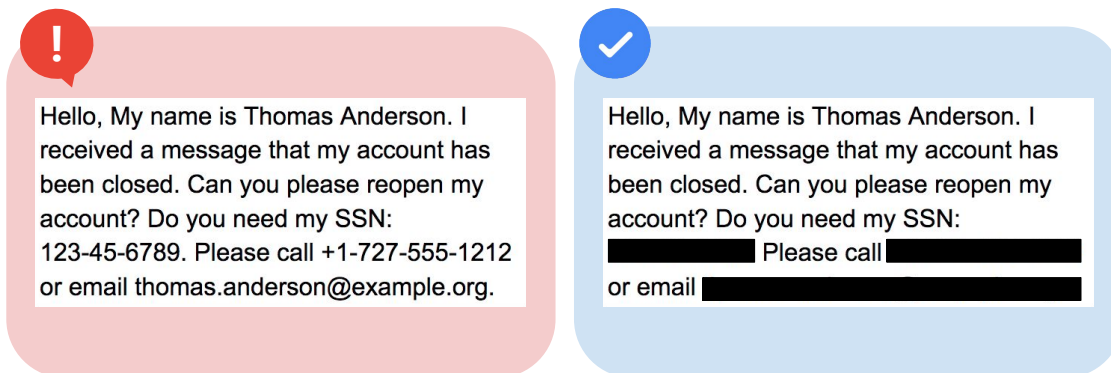 !
Hello, My name is Thomas Anderson. I
received a message that my account has
been closed. Can you please reopen my
account? Do you need my SSN:
123-45-6789. Please call +1-727-555-1212
or email thomas.anderson@example.org.
Hello, My name is Thomas Anderson. I
received a message that my account has
been closed. Can you please reopen my
account? Do you need my SSN:
Please call
or email